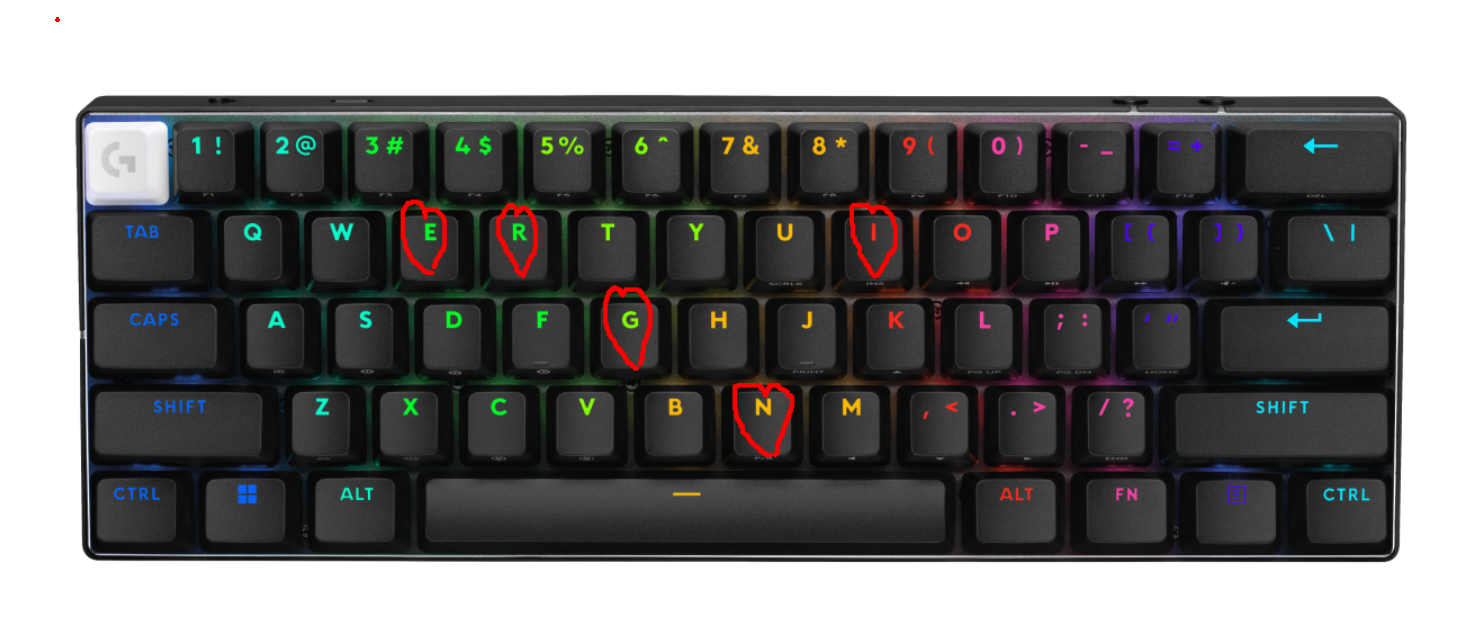 1 ! 2 @ 3 # 4 $ 5 % 6 ^ 7 & 8 * 9 ( 0 ) - _ = +
F1 F2 F3 F4 F5 F6 F7 F8 F9 F10 F11 F12 DEL
TAB Q W E R T Y U I O P [ { ] } \ |
SCRLK INS
CAPS A S D F G H J K L ; : ' "
PRINT PG UP PG DN HOME
SHIFT Z X C V B N M , < . > / ? SHIFT
P/B END
CTRL ALT ALT FN CTRL